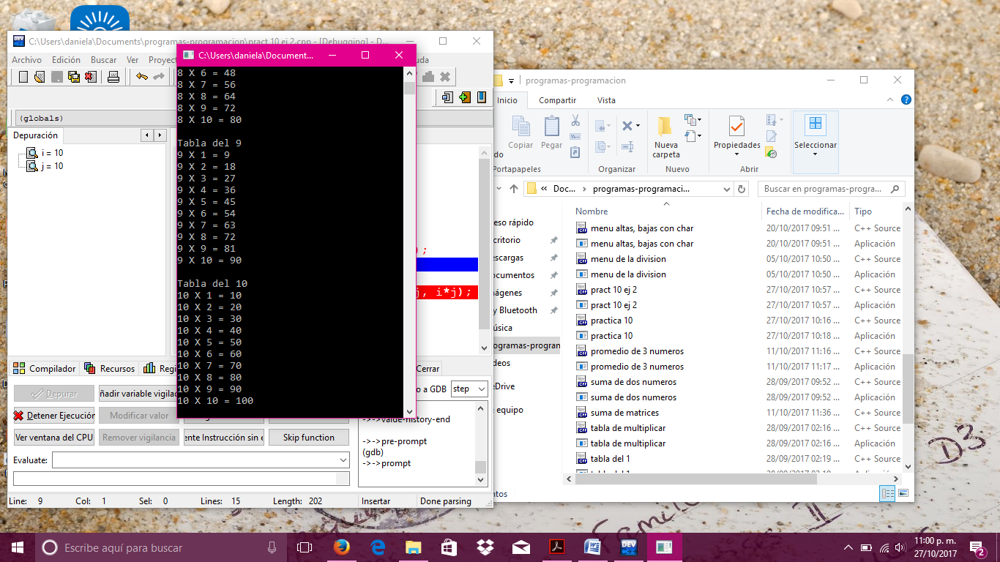 C:\Users\daniela\Documents\programas-programacion\pract 10 ej 2.cpp - [Debugging] - D...
Archivo Edición Buscar Ver Proyec
uda
(globals)
Depuración
i = 10
j = 10
);
j, i*j);
Compilador Recursos Regi
Cerrar
Depurar
ñadir variable vigilac
o a GDB
step
Detener Ejecución
Modificar valor
Ver ventana del CPU
Remover vigilancia
ente Instrucción sin e
Skip function
Evaluate:
->->value-history-end
->->pre-prompt
(gdb)
->->prompt
Line: 9 Col: 1 Sel: 0 Lines: 15 Length: 202 Insertar Done parsing
C:\Users\daniela\Document...
8 X 6 = 48
8 X 7 = 56
8 X 8 = 64
8 X 9 = 72
8 X 10 = 80
Tabla del 9
9 X 1 = 9
9 X 2 = 18
9 X 3 = 27
9 X 4 = 36
9 X 5 = 45
9 X 6 = 54
9 X 7 = 63
9 X 8 = 72
9 X 9 = 81
9 X 10 = 90
Tabla del 10
10 X 1 = 10
10 X 2 = 20
10 X 3 = 30
10 X 4 = 40
10 X 5 = 50
10 X 6 = 60
10 X 7 = 70
10 X 8 = 80
10 X 9 = 90
10 X 10 = 100
programas-programacion
Inicio Compartir Vista
do
Copiar
Pegar
Portapapeles
Organizar
Nueva
carpeta
Nuevo
Propiedades
Abrir
Seleccionar
« Doc... › programas-programaci...
Buscar en programas-progra...
eso rápido
critorio
escargas
ocumentos
mágenes
y Bluetooth
úsica
ogramas-progran
deos
eDrive
e equipo
ntos
Nombre Fecha de modifica... Tipo
menu altas, bajas con char 20/10/2017 09:51 ... C++ Source
menu altas, bajas con char 20/10/2017 09:51 ... Aplicación
menu de la division 05/10/2017 10:50 ... C++ Source
menu de la division 05/10/2017 10:50 ... Aplicación
pract 10 ej 2 27/10/2017 10:57 ... C++ Source
pract 10 ej 2 27/10/2017 10:57 ... Aplicación
practica 10 27/10/2017 10:16 ... C++ Source
practica 10 27/10/2017 10:18 ... Aplicación
promedio de 3 numeros 11/10/2017 11:16 ... C++ Source
promedio de 3 numeros 11/10/2017 11:17 ... Aplicación
suma de dos numeros 28/09/2017 09:52 ... C++ Source
suma de dos numeros 28/09/2017 09:52 ... Aplicación
suma de matrices 11/10/2017 11:36 ... C++ Source
tabla de multiplicar 28/09/2017 02:16 ... C++ Source
tabla de multiplicar 28/09/2017 02:16 ... Aplicación
tabla del 1 28/09/2017 02:19 ... C++ Source
D3
Camilo
I
Escribe aquí para buscar
11:00 p. m.
27/10/2017
2